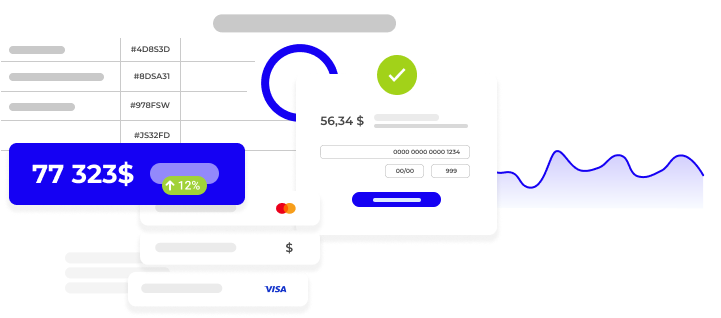 #4D8S3D
#8DSA31
#978FSW
#JS32FD
77 323$
12%
56,34 $
0000 0000 0000 1234
00/00
999
$
VISA